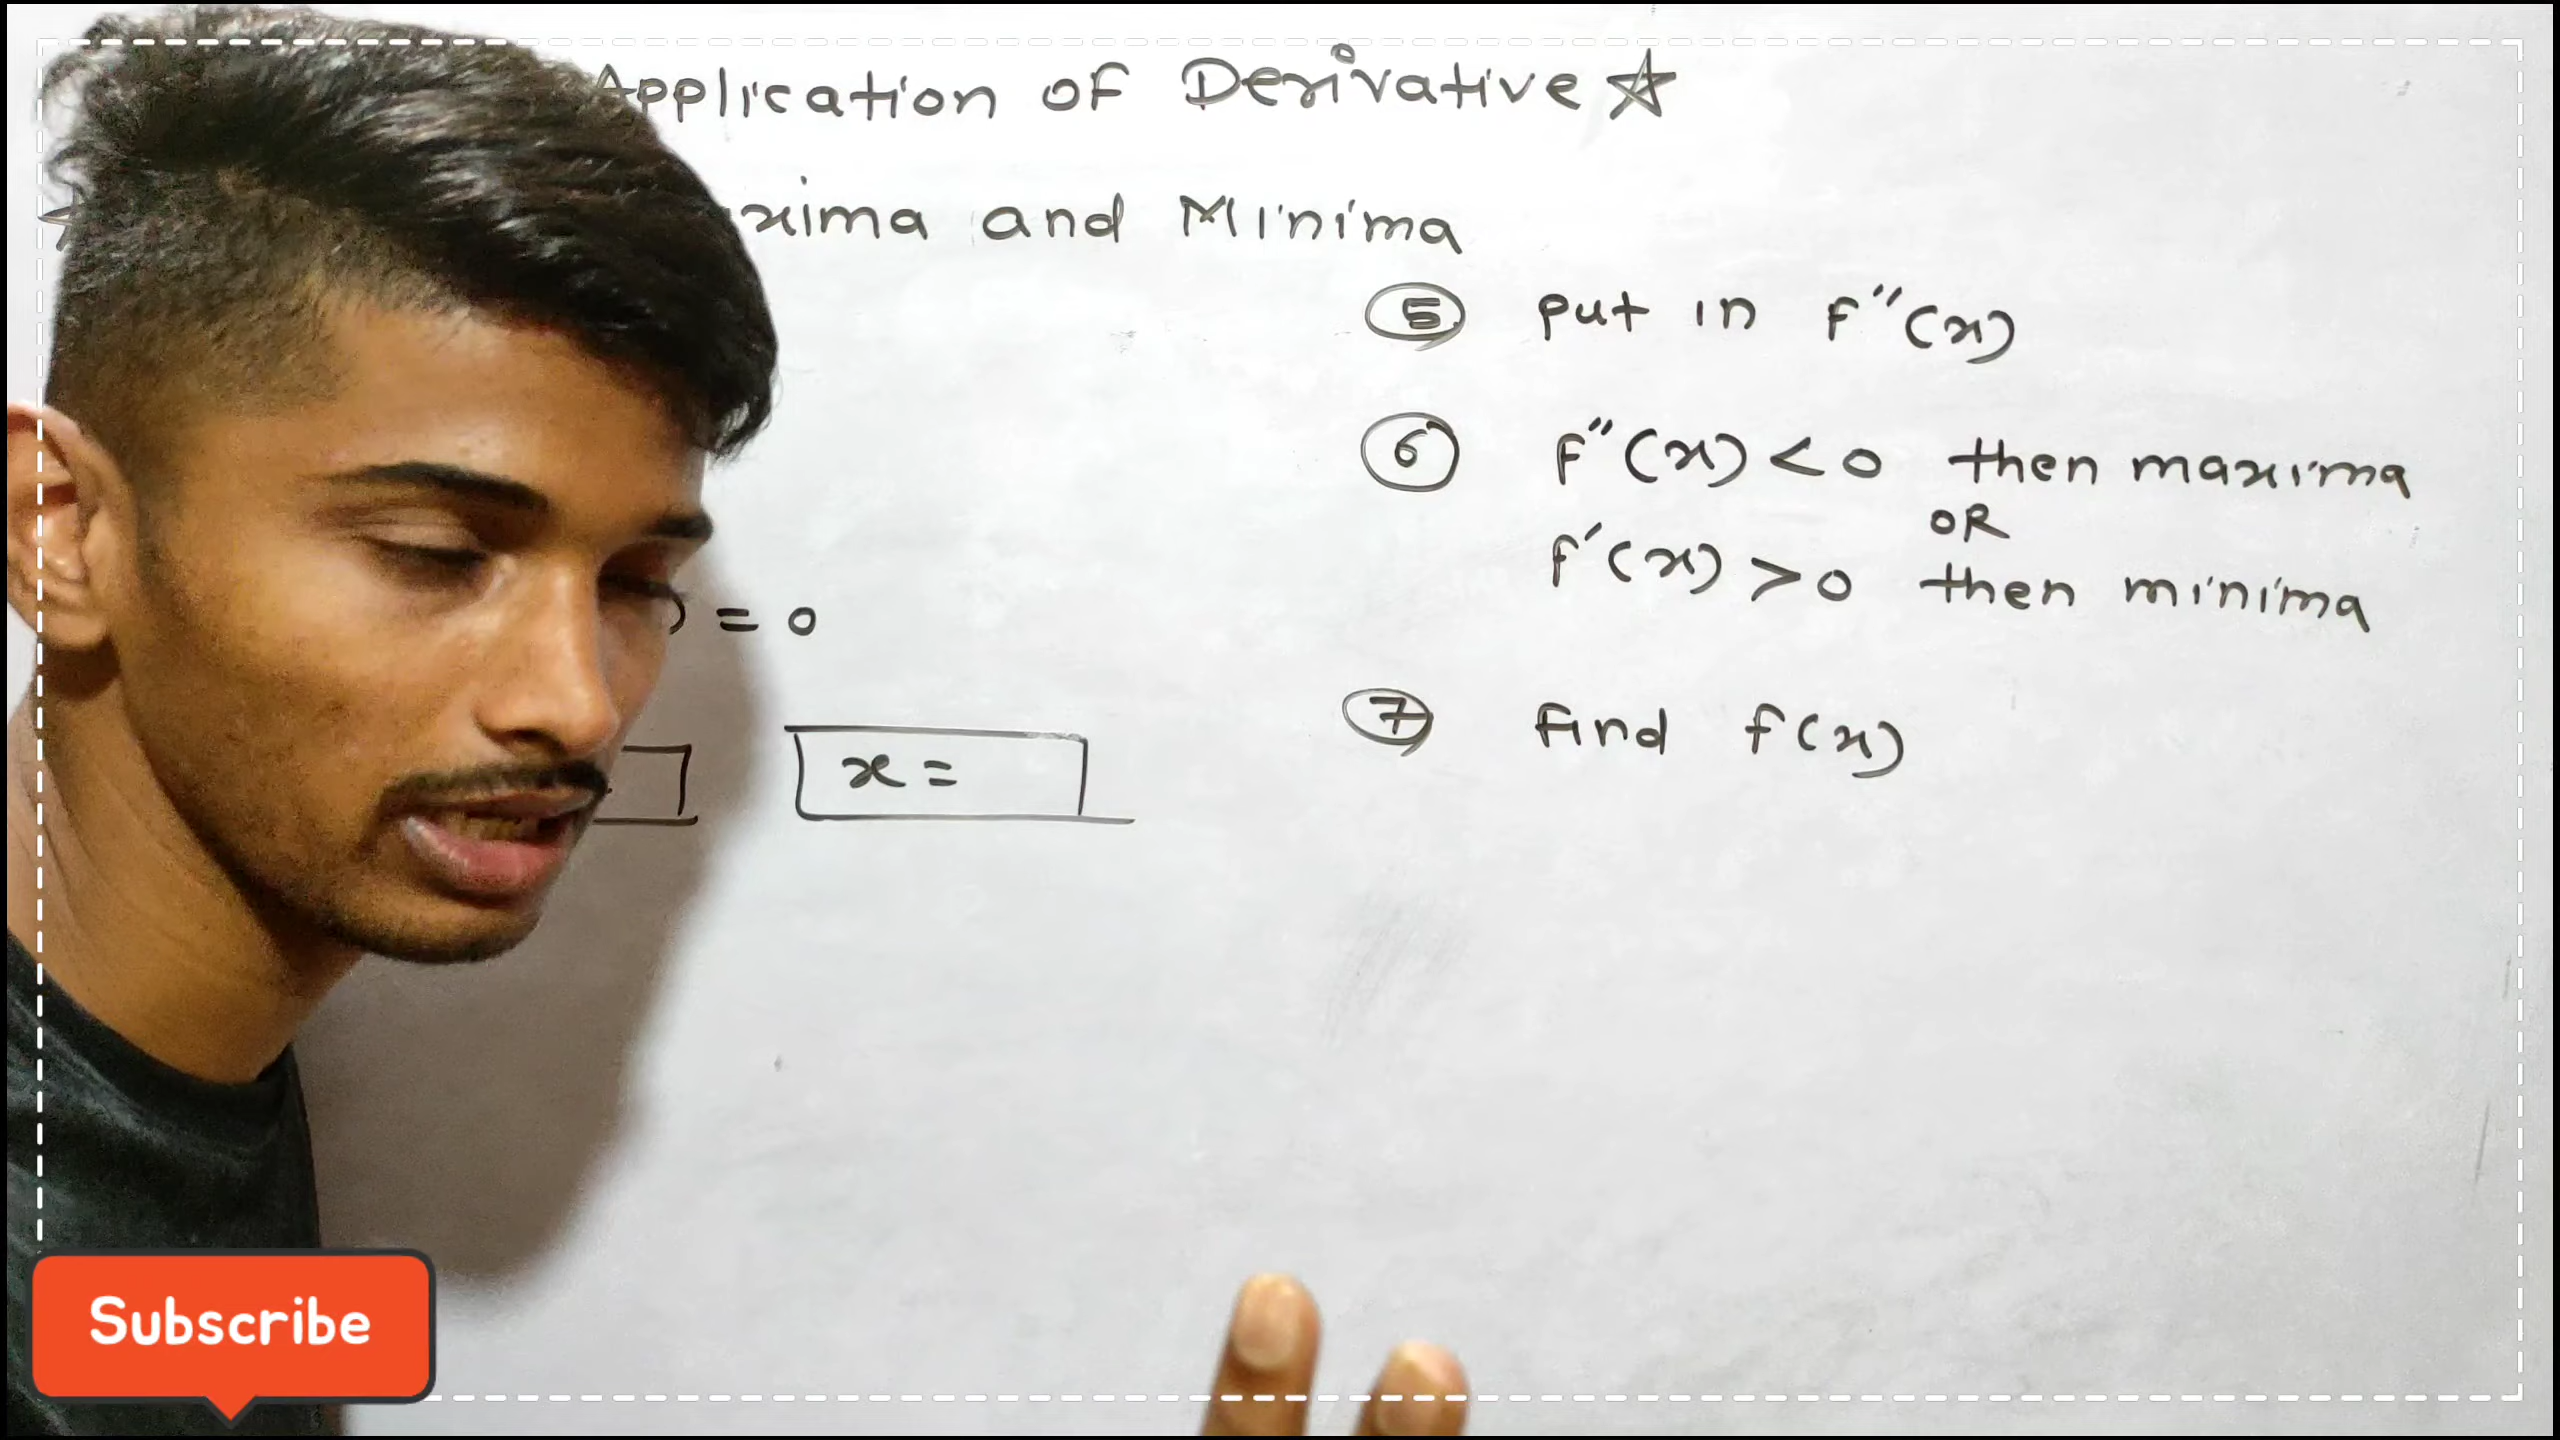 Application of Derivative
and Minima
= 0
x =
5 put in f"(x)
6 f"(x) < 0 then maxima
OR
f'(x) > 0 then minima
7 find f(x)
Subscribe